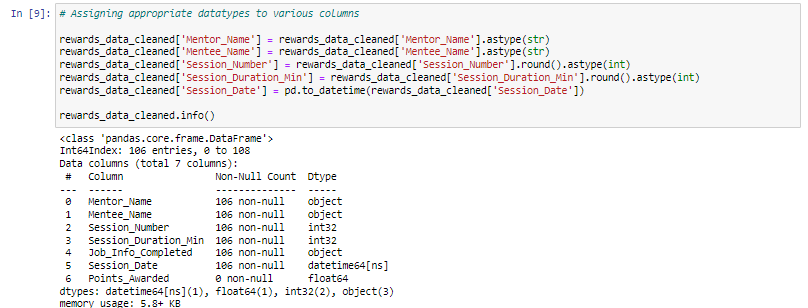 In [9]: # Assigning appropriate datatypes to various columns
rewards_data_cleaned['Mentor_Name'] = rewards_data_cleaned['Mentor_Name'].astype(str)
rewards_data_cleaned['Mentee_Name'] = rewards_data_cleaned['Mentee_Name'].astype(str)
rewards_data_cleaned['Session_Number'] = rewards_data_cleaned['Session_Number'].round().astype(int)
rewards_data_cleaned['Session_Duration_Min'] = rewards_data_cleaned['Session_Duration_Min'].round().astype(int)
rewards_data_cleaned['Session_Date'] = pd.to_datetime(rewards_data_cleaned['Session_Date'])
rewards_data_cleaned.info()
<class 'pandas.core.frame.DataFrame'>
Int64Index: 106 entries, 0 to 108
Data columns (total 7 columns):
# Column Non-Null Count Dtype
--- ------ -------------- -----
0 Mentor_Name 106 non-null object
1 Mentee_Name 106 non-null object
2 Session_Number 106 non-null int32
3 Session_Duration_Min 106 non-null int32
4 Job_Info_Completed 106 non-null object
5 Session_Date 106 non-null datetime64[ns]
6 Points_Awarded 0 non-null float64
dtypes: datetime64[ns](1), float64(1), int32(2), object(3)
memory usage: 5.8+ KB